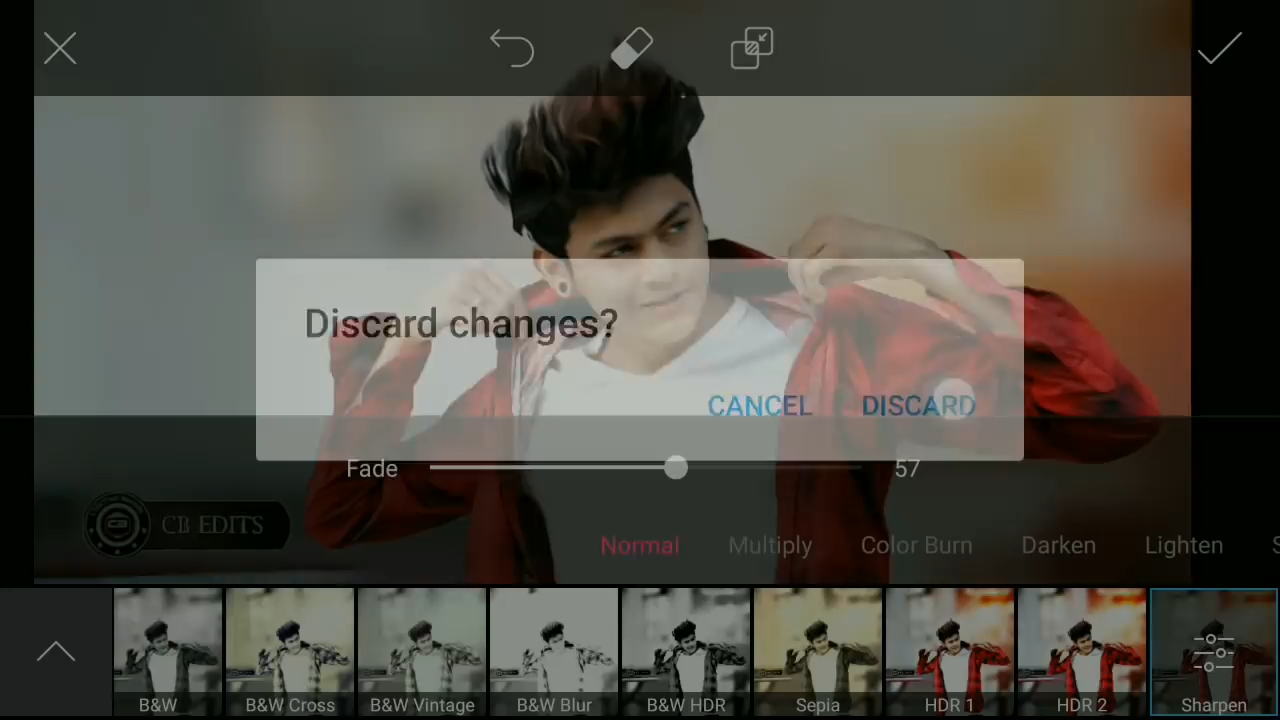 Discard changes?
CANCEL DISCARD
Fade 57
CB EDITS
Normal Multiply Color Burn Darken Lighten S
B&W B&W Cross B&W Vintage B&W Blur B&W HDR Sepia HDR 1 HDR 2 Sharpen